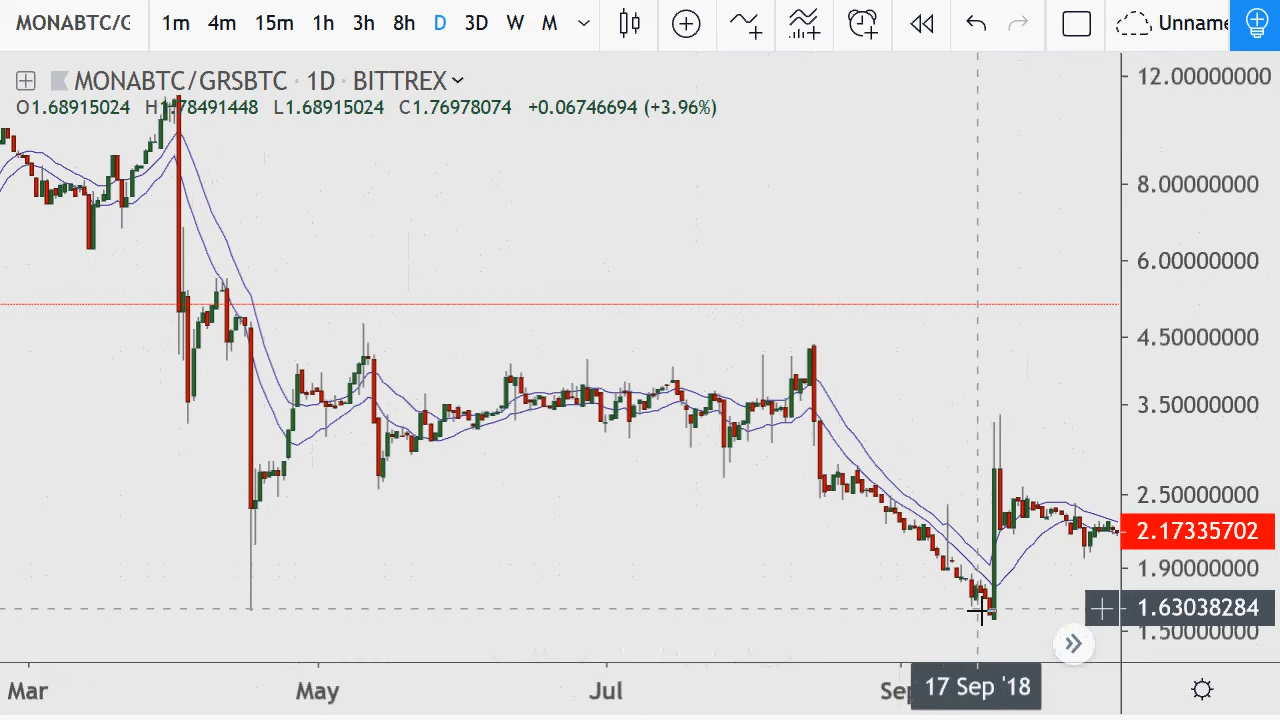 MONABTC/G 1m 4m 15m 1h 3h 8h D 3D W M Unname
MONABTC/GRSBTC · 1D · BITTREX
O1.68915024 H1.78491448 L1.68915024 C1.76978074 +0.06746694 (+3.96%)
12.00000000
8.00000000
6.00000000
4.50000000
3.50000000
2.50000000
2.17335702
1.90000000
1.63038284
1.50000000
Mar May Jul Sep 17 Sep '18